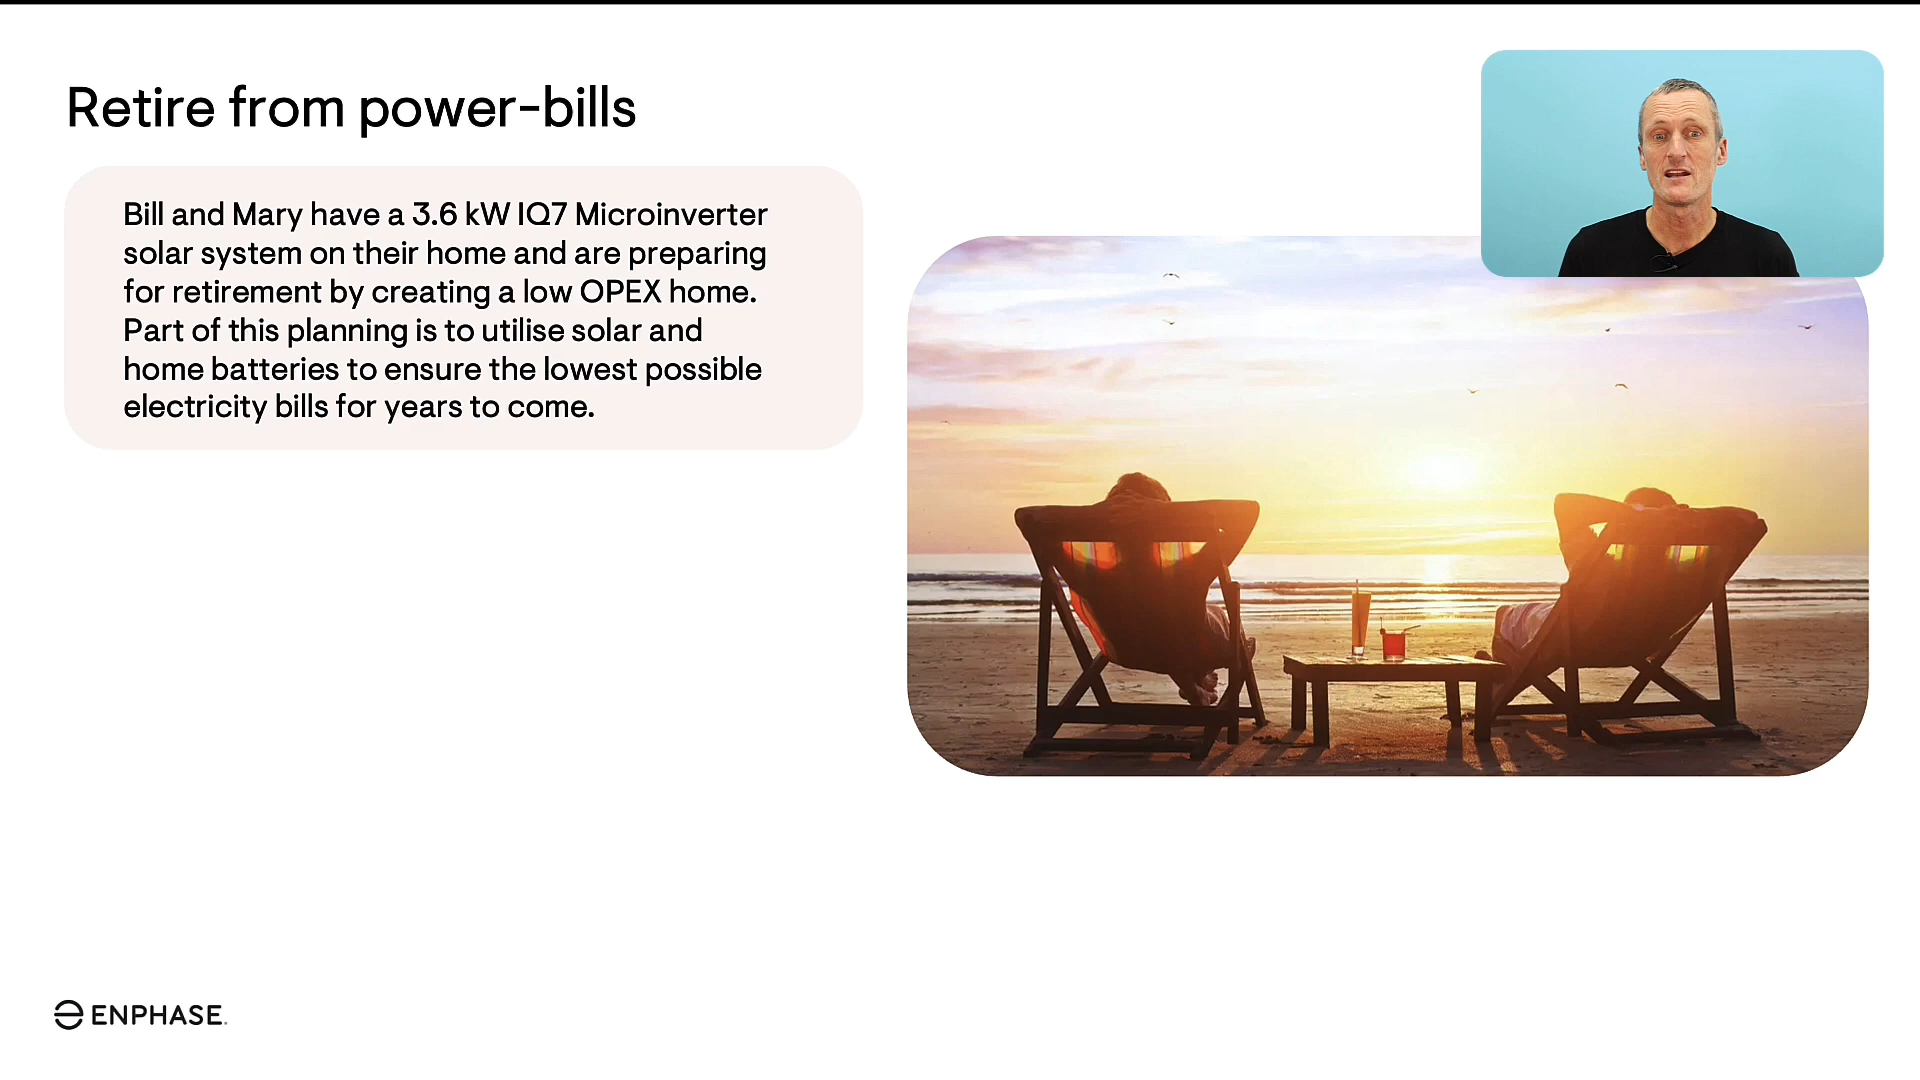 Retire from power-bills
Bill and Mary have a 3.6 kW IQ7 Microinverter
solar system on their home and are preparing
for retirement by creating a low OPEX home.
Part of this planning is to utilise solar and
home batteries to ensure the lowest possible
electricity bills for years to come.
ENPHASE.